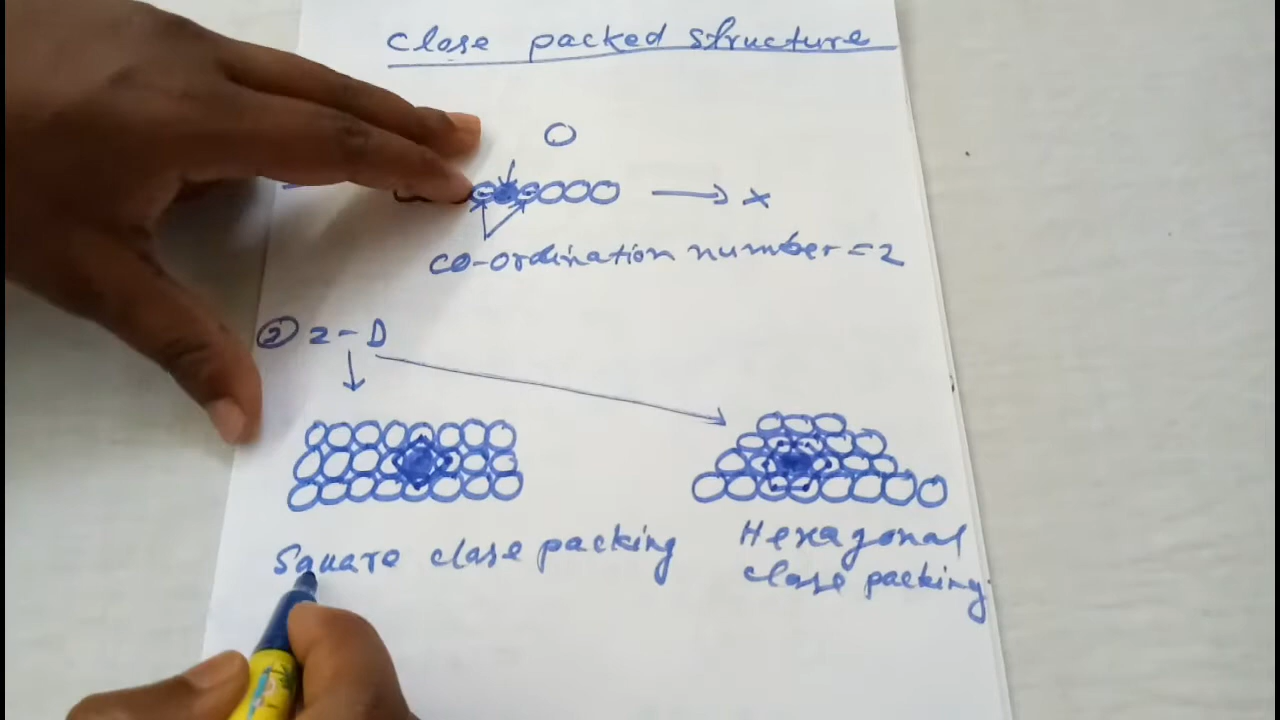 Close packed structure
x
co-ordination number = 2
② 2-D
Square close packing
Hexagonal
close packing